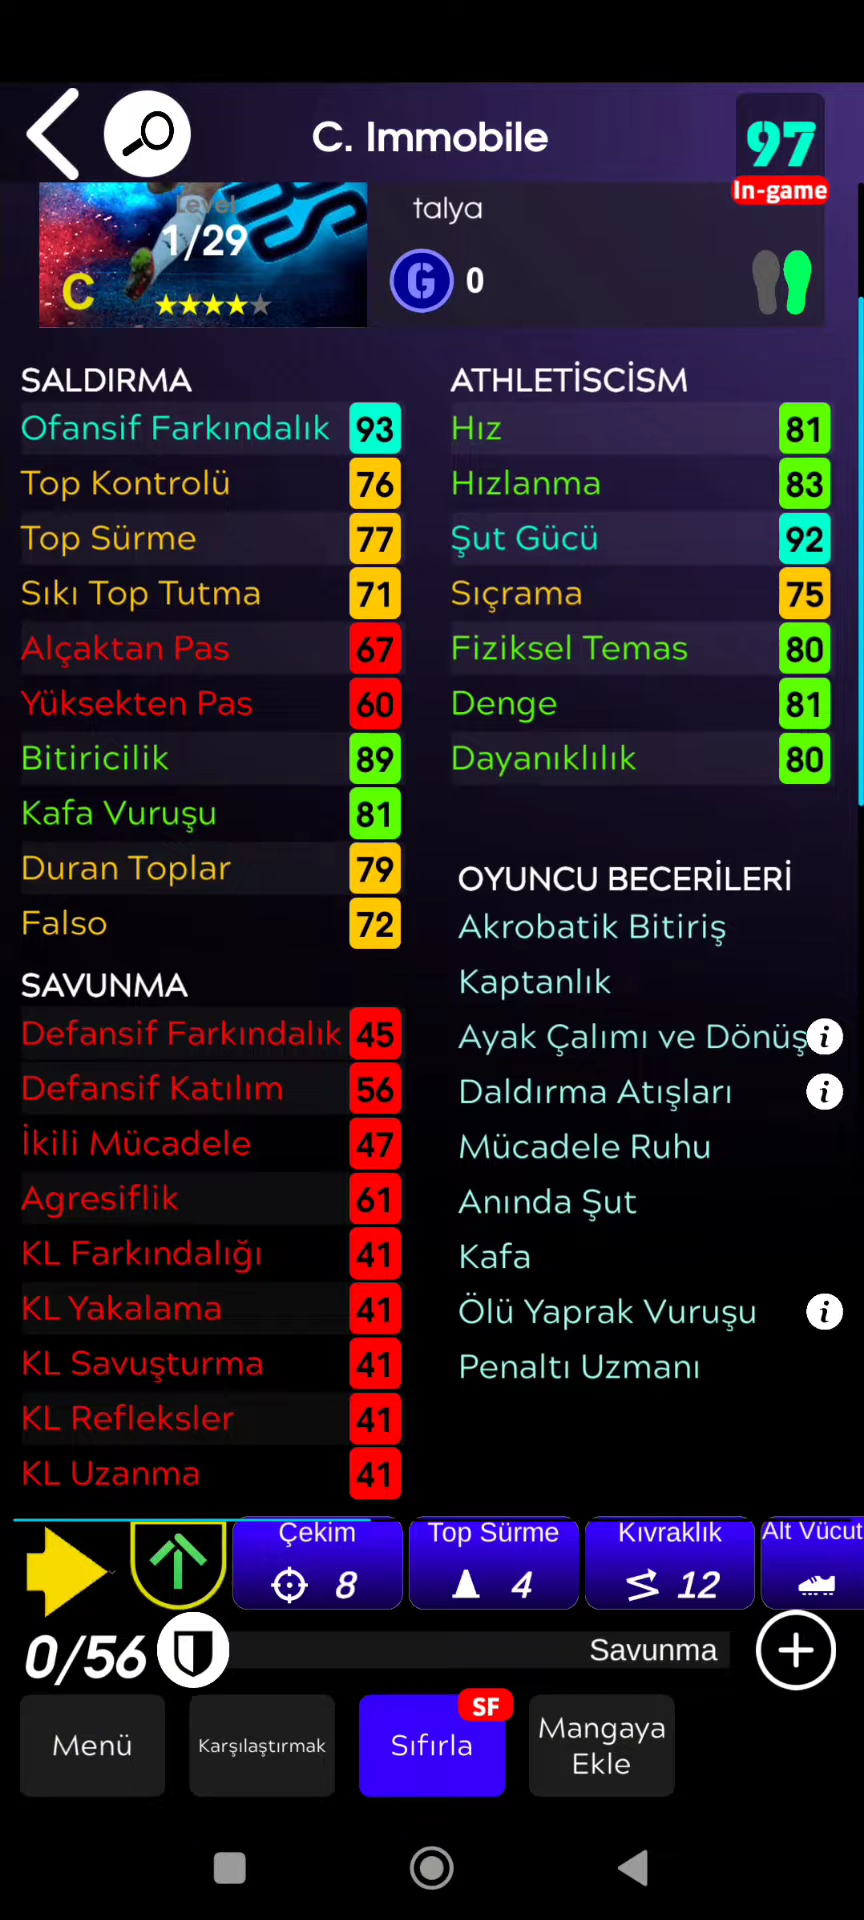 C. Immobile
97
In-game
Level
1/29
C
talya
G 0
SALDIRMA
Ofansif Farkındalık 93
Top Kontrolü 76
Top Sürme 77
Sıkı Top Tutma 71
Alçaktan Pas 67
Yüksekten Pas 60
Bitiricilik 89
Kafa Vuruşu 81
Duran Toplar 79
Falso 72
SAVUNMA
Defansif Farkındalık 45
Defansif Katılım 56
İkili Mücadele 47
Agresiflik 61
KL Farkındalığı 41
KL Yakalama 41
KL Savuşturma 41
KL Refleksler 41
KL Uzanma 41
ATHLETİSCİSM
Hız 81
Hızlanma 83
Şut Gücü 92
Sıçrama 75
Fiziksel Temas 80
Denge 81
Dayanıklılık 80
OYUNCU BECERİLERİ
Akrobatik Bitiriş
Kaptanlık
Ayak Çalımı ve Dönüş i
Daldırma Atışları i
Mücadele Ruhu
Anında Şut
Kafa
Ölü Yaprak Vuruşu i
Penaltı Uzmanı
Çekim
8
Top Sürme
4
Kıvraklık
12
Alt Vücut
0/56
Savunma
Menü
Karşılaştırmak
SF
Sıfırla
Mangaya
Ekle